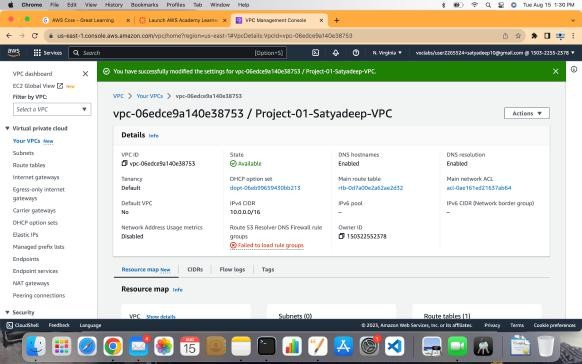 Chrome File Edit View History Bookmarks Profiles Tab Window Help Tue Aug 15 1:30 PM
AWS Core – Great Learning
Launch AWS Academy Learne
VPC Management Console
us-east-1.console.aws.amazon.com/vpc/home?region=us-east-1#VpcDetails:VpcId=vpc-06edce9a140e38753
aws Services Search [Option+S] N. Virginia
VPC dashboard
EC2 Global View New
Filter by VPC:
Select a VPC
Virtual private cloud
Your VPCs New
Subnets
Route tables
Internet gateways
Egress-only internet
gateways
Carrier gateways
DHCP option sets
Elastic IPs
Managed prefix lists
Endpoints
Endpoint services
NAT gateways
Peering connections
Security
You have successfully modified the settings for vpc-06edce9a140e38753 / Project-01-Satyadeep-VPC.
VPC > Your VPCs > vpc-06edce9a140e38753
vpc-06edce9a140e38753 / Project-01-Satyadeep-VPC
Actions
Details Info
VPC ID
vpc-06edce9a140e38753
State
Available
DNS hostnames
Enabled
DNS resolution
Enabled
Tenancy
Default
DHCP option set
dopt-06eb99659430bb213
Main route table
rtb-0d7a00e2a62ae2d32
Main network ACL
acl-0ae161ed21637ab64
Default VPC
No
IPv4 CIDR
10.0.0.0/16
IPv6 pool
–
IPv6 CIDR (Network border group)
–
Network Address Usage metrics
Disabled
Route 53 Resolver DNS Firewall rule
groups
Failed to load rule groups
Owner ID
150322552378
Resource map New
CIDRs
Flow logs
Tags
Resource map Info
VPC Show details
Subnets (0)
Route tables (1)
CloudShell Feedback Language © 2023, Amazon Web Services, Inc. or its affiliates. Privacy Terms Cookie preferences
AUG
15